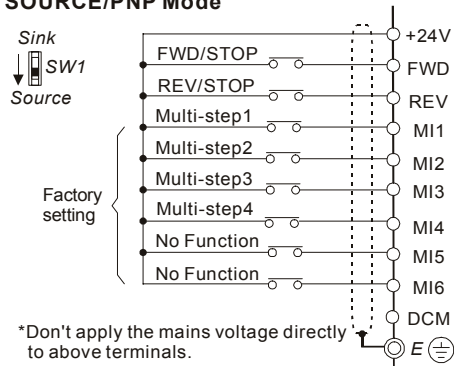 SOURCE/PNP Mode
Sink
SW1
Source
+24V
FWD/STOP
FWD
REV/STOP
REV
Multi-step1
MI1
Multi-step2
MI2
Multi-step3
MI3
Factory
setting
Multi-step4
MI4
No Function
MI5
No Function
MI6
DCM
*Don't apply the mains voltage directly
to above terminals.
E